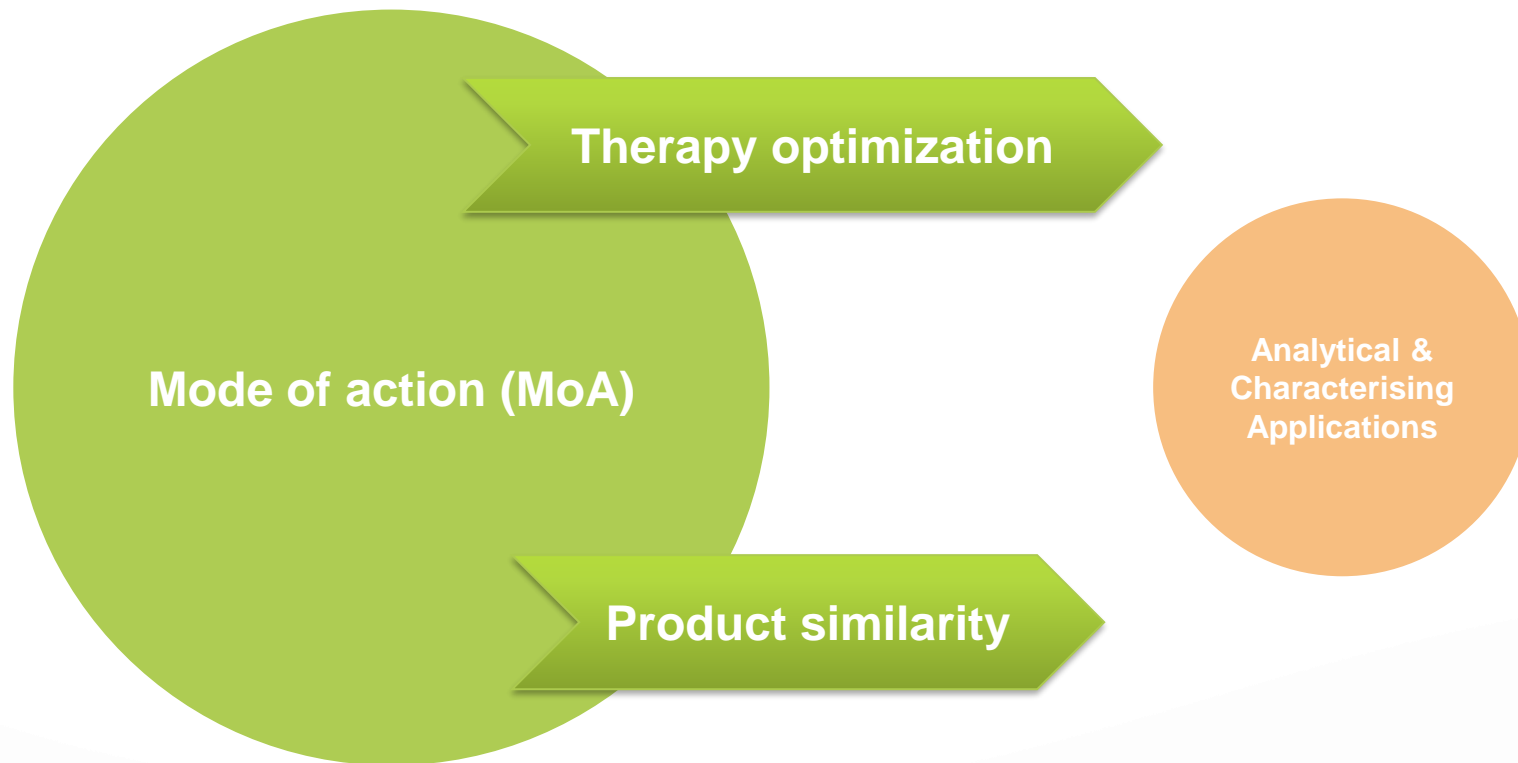 Therapy optimization
Mode of action (MoA)
Analytical &
Characterising
Applications
Product similarity